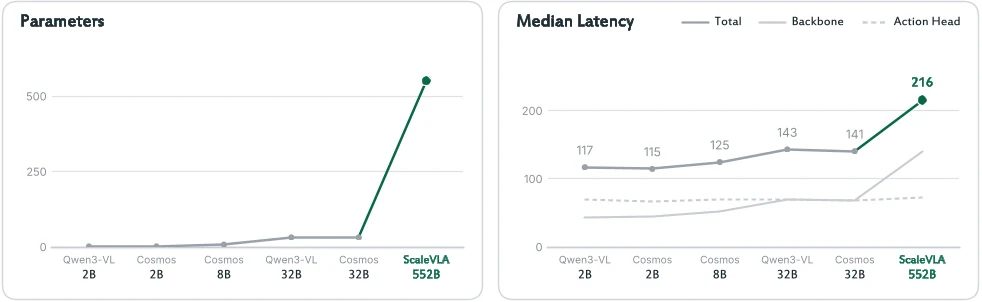 Parameters
500
250
0
Qwen3-VL Cosmos Cosmos Qwen3-VL Cosmos ScaleVLA
2B 2B 8B 32B 32B 552B
Median Latency
Total Backbone Action Head
216
200
117 115 125 143 141
100
0
Qwen3-VL Cosmos Cosmos Qwen3-VL Cosmos ScaleVLA
2B 2B 8B 32B 32B 552B